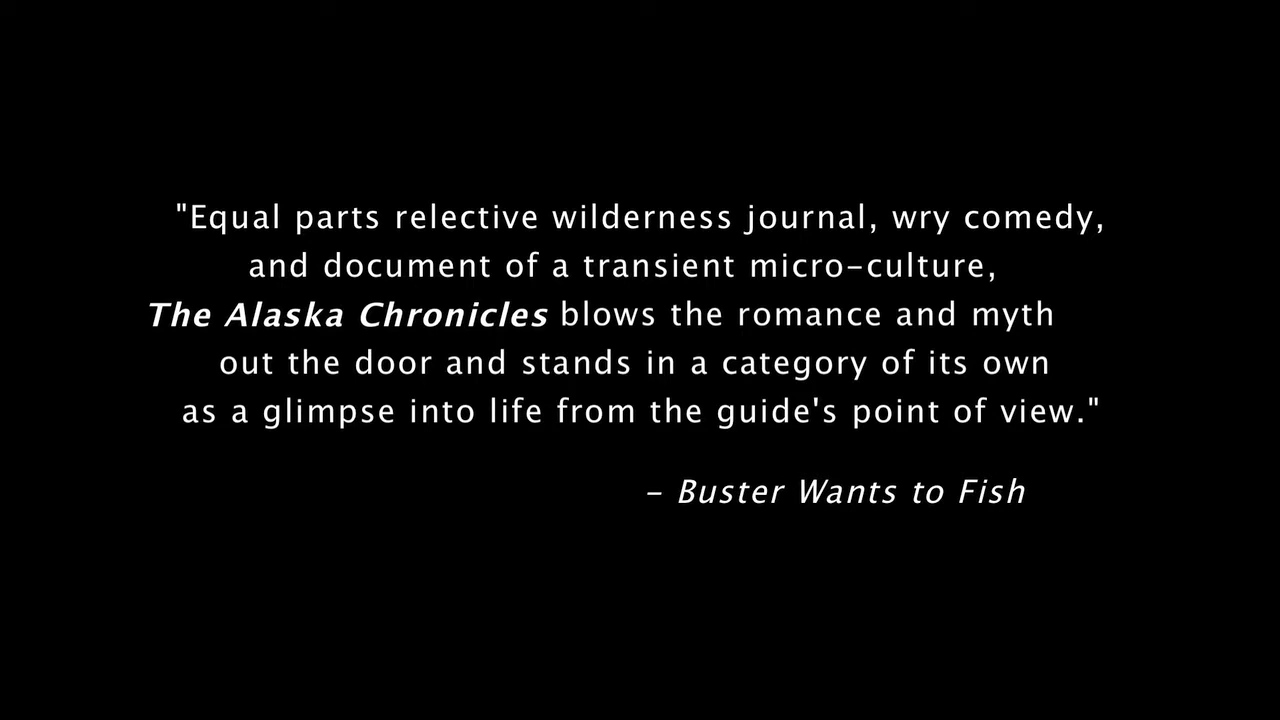 "Equal parts relective wilderness journal, wry comedy,
and document of a transient micro-culture,
The Alaska Chronicles blows the romance and myth
out the door and stands in a category of its own
as a glimpse into life from the guide's point of view."
– Buster Wants to Fish